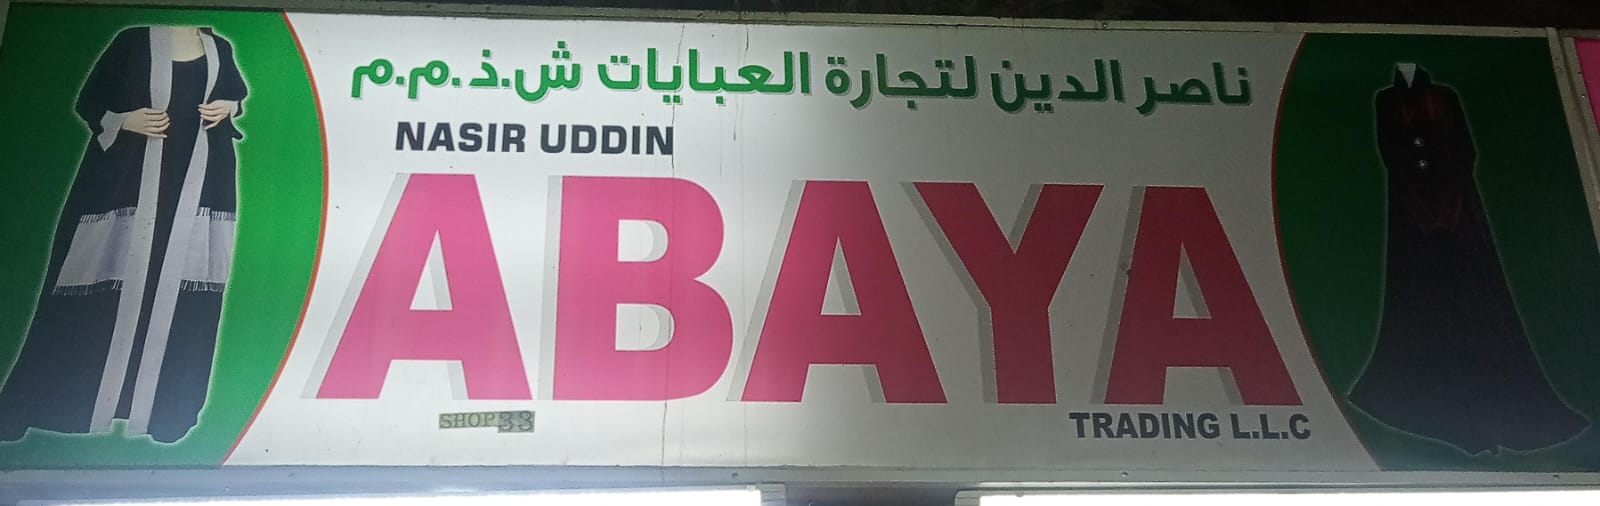 ناصر الدين لتجارة العبايات ش.ذ.م.م
NASIR UDDIN
ABAYA
SHOP 33
TRADING L.L.C